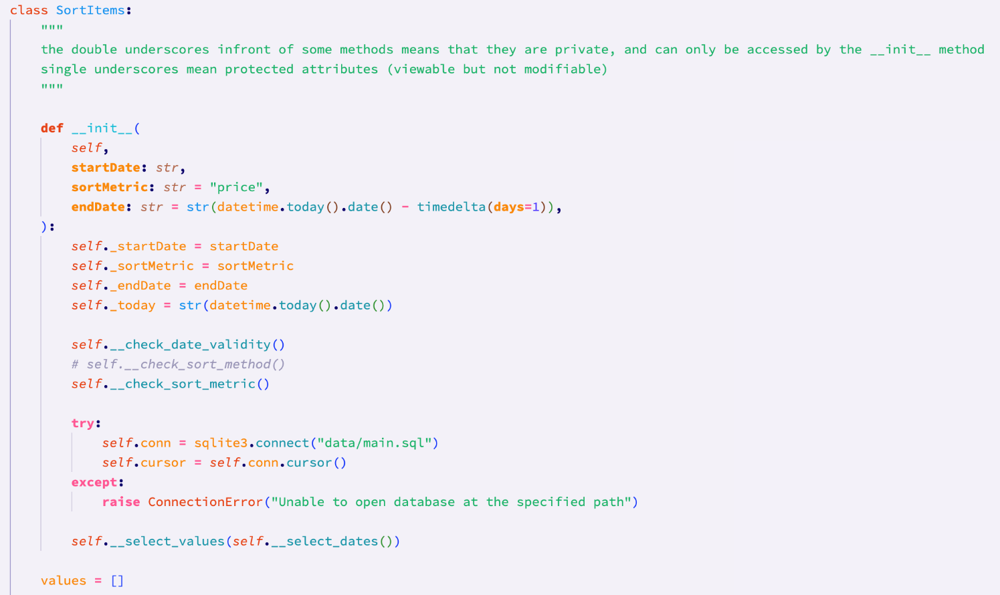 class SortItems:
    """
    the double underscores infront of some methods means that they are private, and can only be accessed by the __init__ method
    single underscores mean protected attributes (viewable but not modifiable)
    """

    def __init__(
        self,
        startDate: str,
        sortMetric: str = "price",
        endDate: str = str(datetime.today().date() - timedelta(days=1)),
    ):
        self._startDate = startDate
        self._sortMetric = sortMetric
        self._endDate = endDate
        self._today = str(datetime.today().date())

        self.__check_date_validity()
        # self.__check_sort_method()
        self.__check_sort_metric()

        try:
            self.conn = sqlite3.connect("data/main.sql")
            self.cursor = self.conn.cursor()
        except:
            raise ConnectionError("Unable to open database at the specified path")

        self.__select_values(self.__select_dates())

    values = []